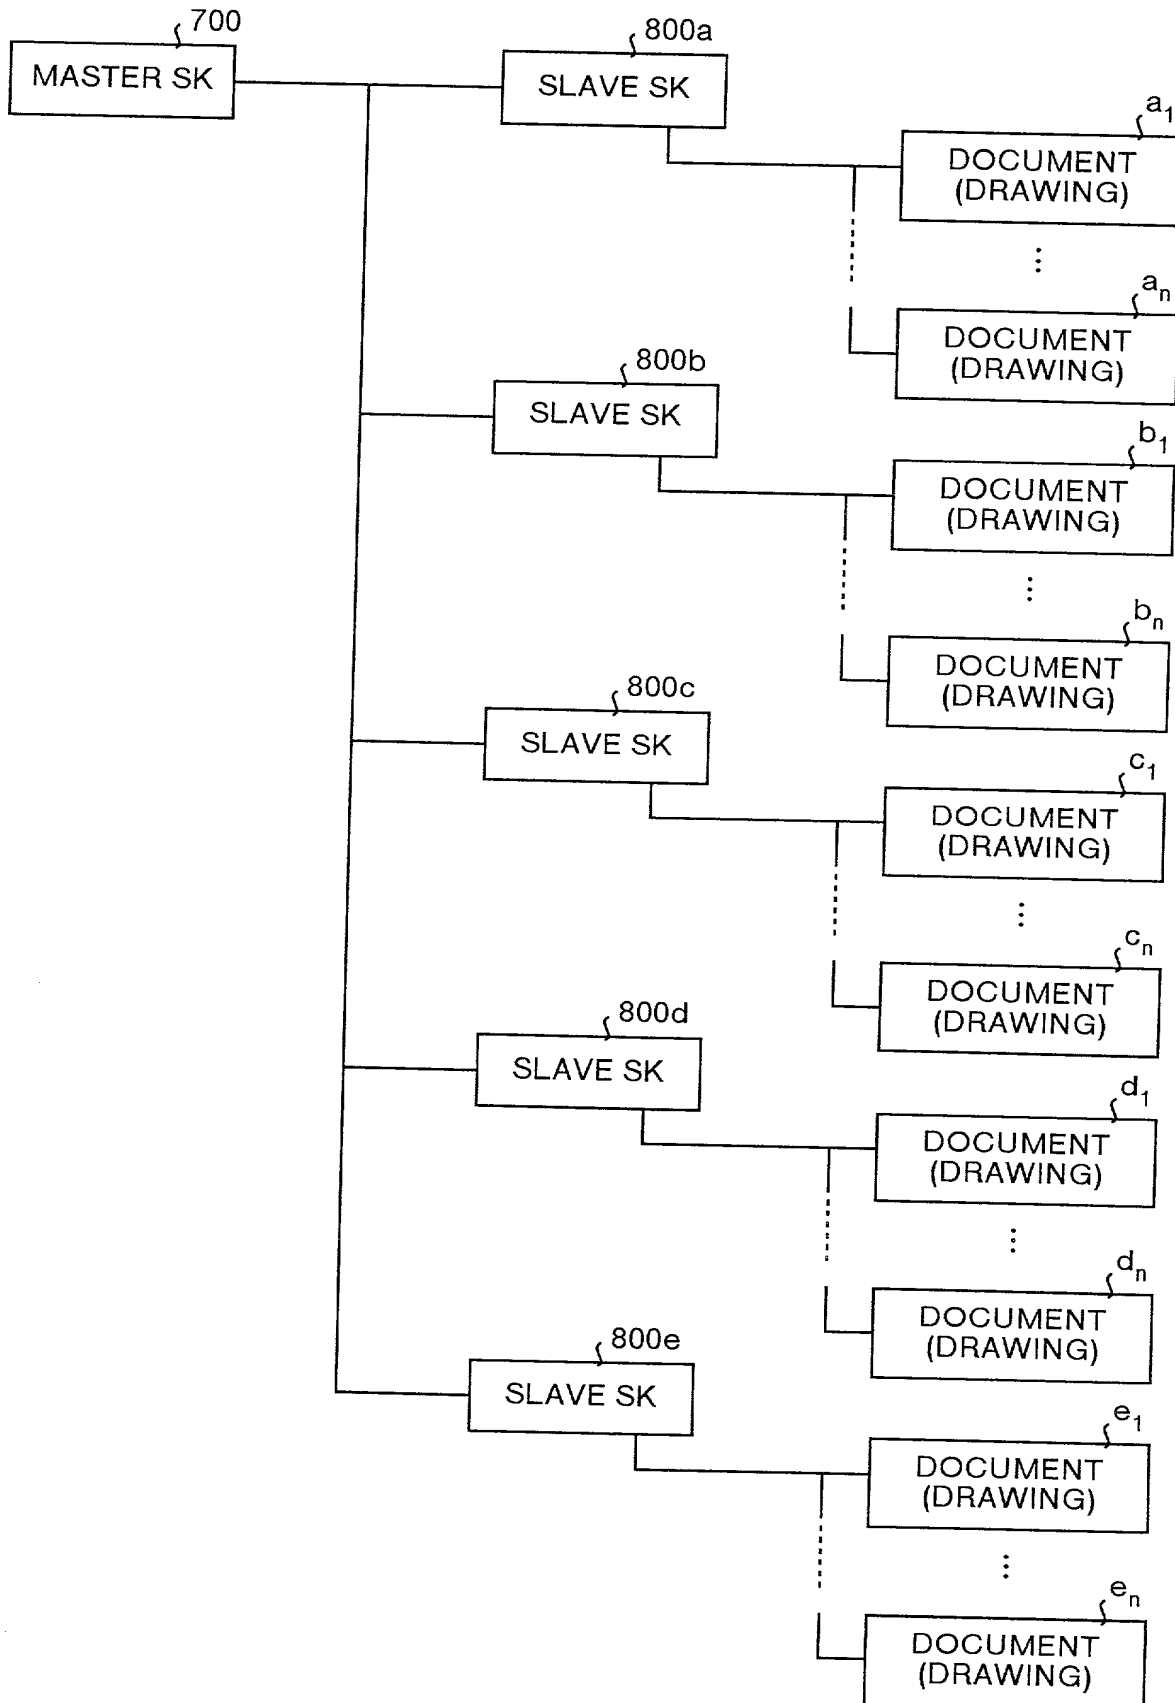 700
MASTER SK
800a
SLAVE SK
a1
DOCUMENT
(DRAWING)
an
DOCUMENT
(DRAWING)
800b
SLAVE SK
b1
DOCUMENT
(DRAWING)
bn
DOCUMENT
(DRAWING)
800c
SLAVE SK
c1
DOCUMENT
(DRAWING)
cn
DOCUMENT
(DRAWING)
800d
SLAVE SK
d1
DOCUMENT
(DRAWING)
dn
DOCUMENT
(DRAWING)
800e
SLAVE SK
e1
DOCUMENT
(DRAWING)
en
DOCUMENT
(DRAWING)